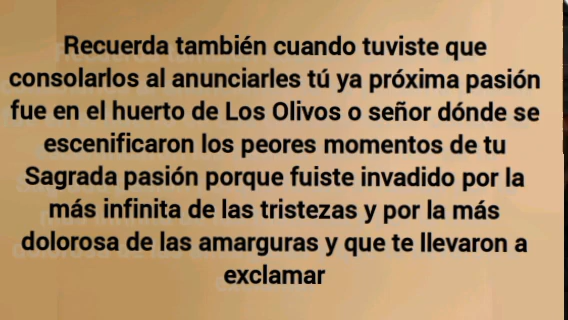 Recuerda también cuando tuviste que
consolarlos al anunciarles tú ya próxima pasión
fue en el huerto de Los Olivos o señor dónde se
escenificaron los peores momentos de tu
Sagrada pasión porque fuiste invadido por la
más infinita de las tristezas y por la más
dolorosa de las amarguras y que te llevaron a
exclamar